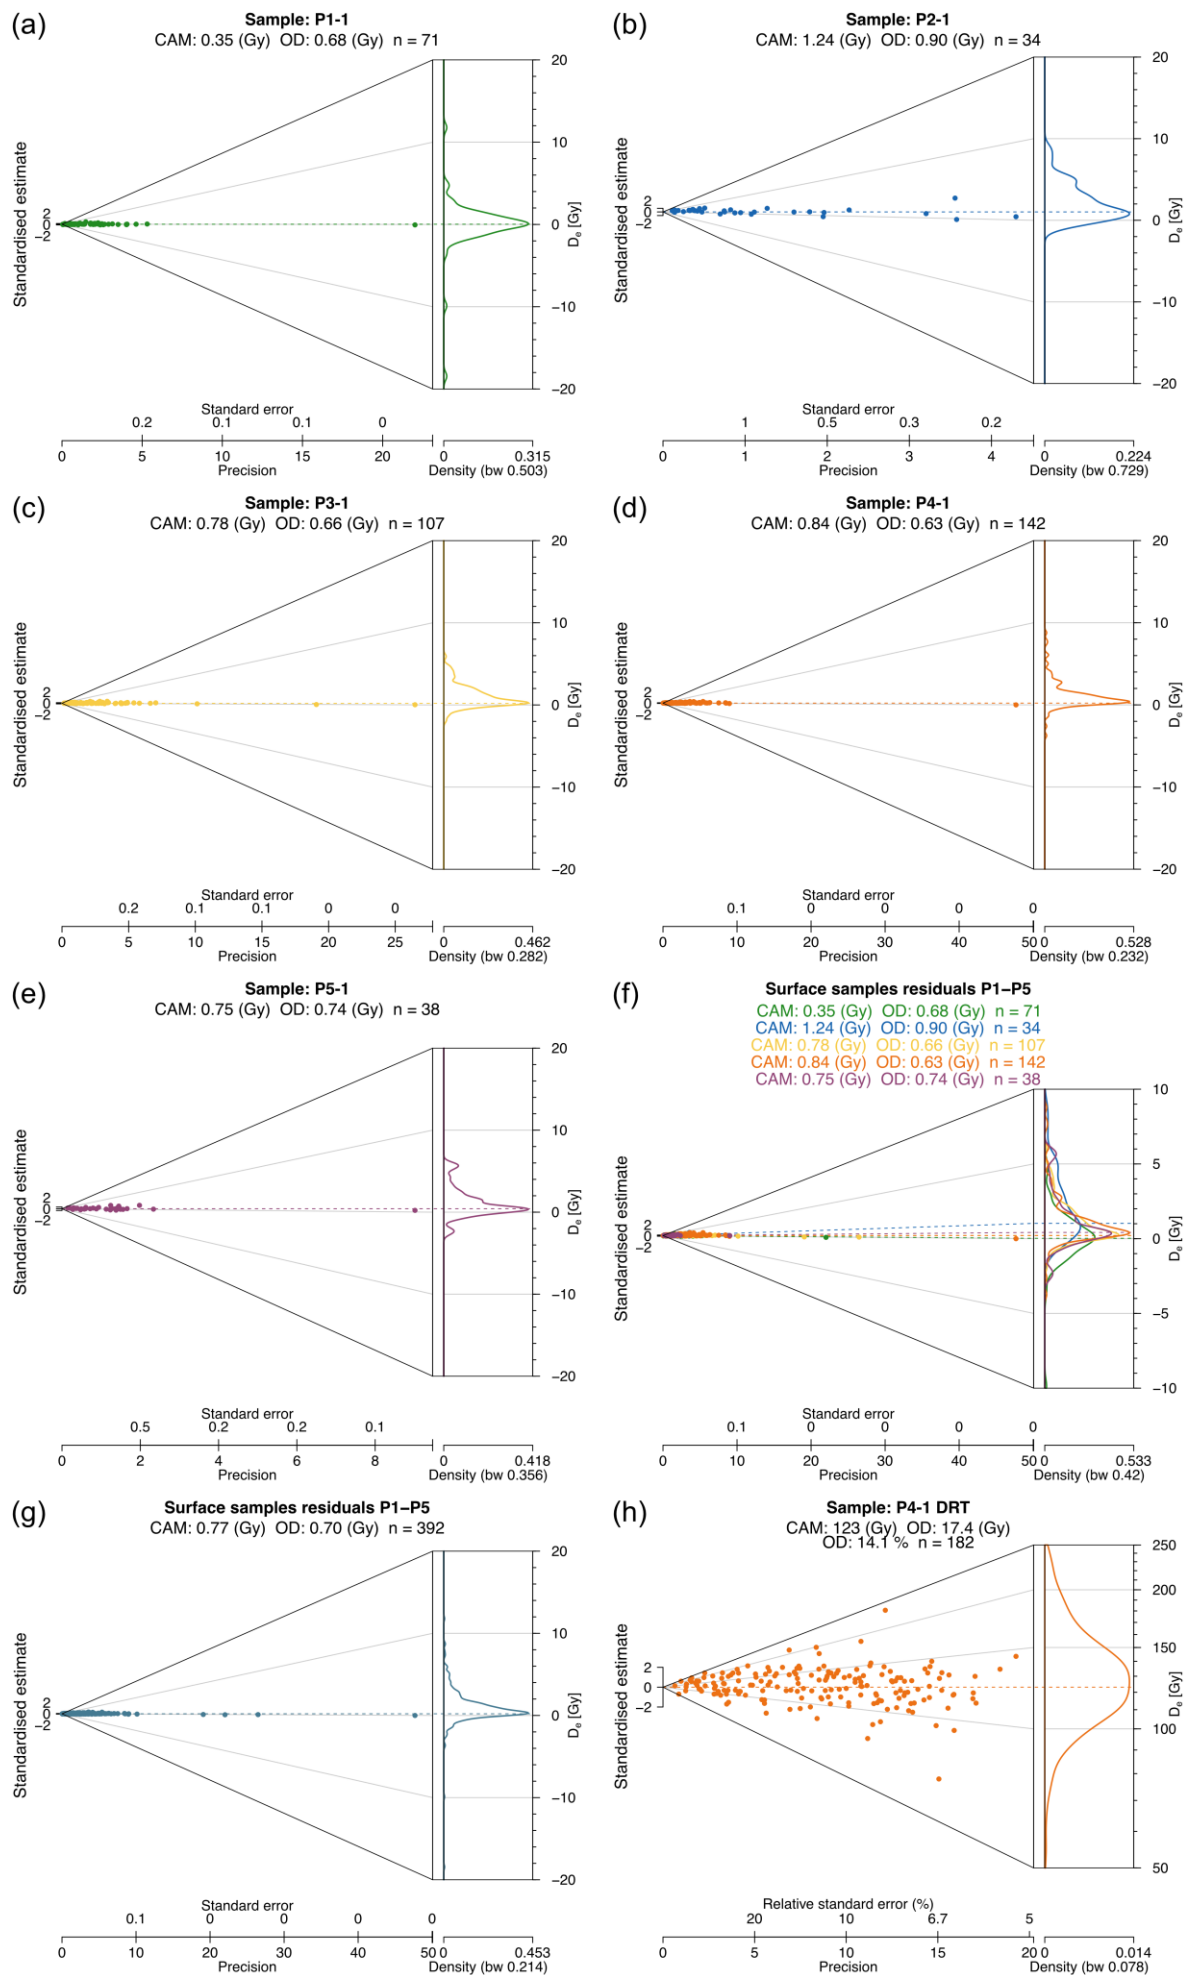 (a)
Sample: P1-1
CAM: 0.35 (Gy) OD: 0.68 (Gy) n = 71
Standardised estimate
2
0
−2
20
10
0
−10
−20
De [Gy]
Standard error
0.2 0.1 0.1 0
0 5 10 15 20
Precision
0 0.315
Density (bw 0.503)
(b)
Sample: P2-1
CAM: 1.24 (Gy) OD: 0.90 (Gy) n = 34
Standardised estimate
2
0
−2
20
10
0
−10
−20
De [Gy]
Standard error
1 0.5 0.3 0.2
0 1 2 3 4
Precision
0 0.224
Density (bw 0.729)
(c)
Sample: P3-1
CAM: 0.78 (Gy) OD: 0.66 (Gy) n = 107
Standardised estimate
2
0
−2
20
10
0
−10
−20
De [Gy]
Standard error
0.2 0.1 0.1 0 0
0 5 10 15 20 25
Precision
0 0.462
Density (bw 0.282)
(d)
Sample: P4-1
CAM: 0.84 (Gy) OD: 0.63 (Gy) n = 142
Standardised estimate
2
0
−2
20
10
0
−10
−20
De [Gy]
Standard error
0.1 0 0 0 0
0 10 20 30 40 50
Precision
0 0.528
Density (bw 0.232)
(e)
Sample: P5-1
CAM: 0.75 (Gy) OD: 0.74 (Gy) n = 38
Standardised estimate
2
0
−2
20
10
0
−10
−20
De [Gy]
Standard error
0.5 0.2 0.2 0.1
0 2 4 6 8
Precision
0 0.418
Density (bw 0.356)
(f)
Surface samples residuals P1−P5
CAM: 0.35 (Gy) OD: 0.68 (Gy) n = 71
CAM: 1.24 (Gy) OD: 0.90 (Gy) n = 34
CAM: 0.78 (Gy) OD: 0.66 (Gy) n = 107
CAM: 0.84 (Gy) OD: 0.63 (Gy) n = 142
CAM: 0.75 (Gy) OD: 0.74 (Gy) n = 38
Standardised estimate
2
0
−2
10
5
0
−5
−10
De [Gy]
Standard error
0.1 0 0 0 0
0 10 20 30 40 50
Precision
0 0.533
Density (bw 0.42)
(g)
Surface samples residuals P1−P5
CAM: 0.77 (Gy) OD: 0.70 (Gy) n = 392
Standardised estimate
2
0
−2
20
10
0
−10
−20
De [Gy]
Standard error
0.1 0 0 0 0
0 10 20 30 40 50
Precision
0 0.453
Density (bw 0.214)
(h)
Sample: P4-1 DRT
CAM: 123 (Gy) OD: 17.4 (Gy)
OD: 14.1 % n = 182
Standardised estimate
2
0
−2
250
200
150
100
50
De [Gy]
Relative standard error (%)
20 10 6.7 5
0 5 10 15 20
Precision
0 0.014
Density (bw 0.078)